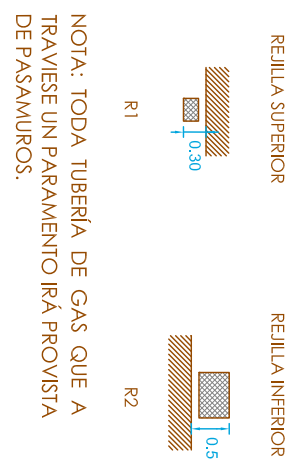 REJILLA SUPERIOR
REJILLA INFERIOR
0.30
0.5
R1
R2
NOTA: TODA TUBERÍA DE GAS QUE A
TRAVIESE UN PARAMENTO IRÁ PROVISTA
DE PASAMUROS.